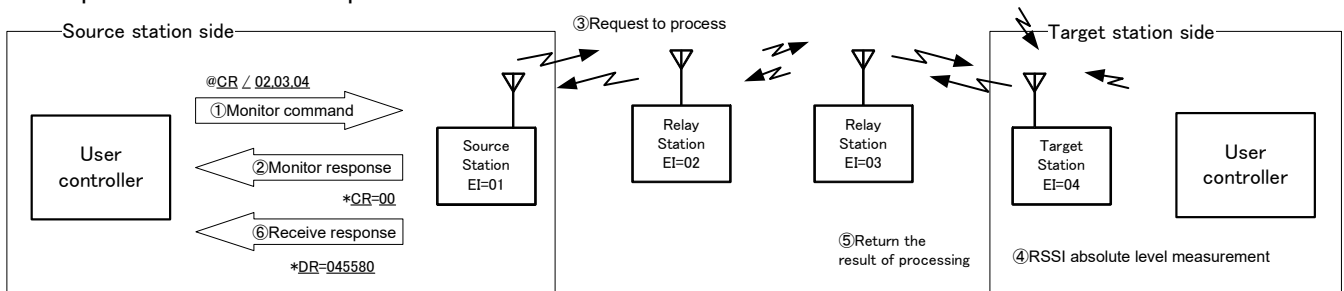 Source station side
③Request to process
Target station side
@CR / 02,03,04
①Monitor command
User
controller
②Monitor response
*CR=00
⑥Receive response
*DR=045580
Source
Station
EI=01
Relay
Station
EI=02
Relay
Station
EI=03
Target
Station
EI=04
User
controller
⑤Return the
result of processing
④RSSI absolute level measurement